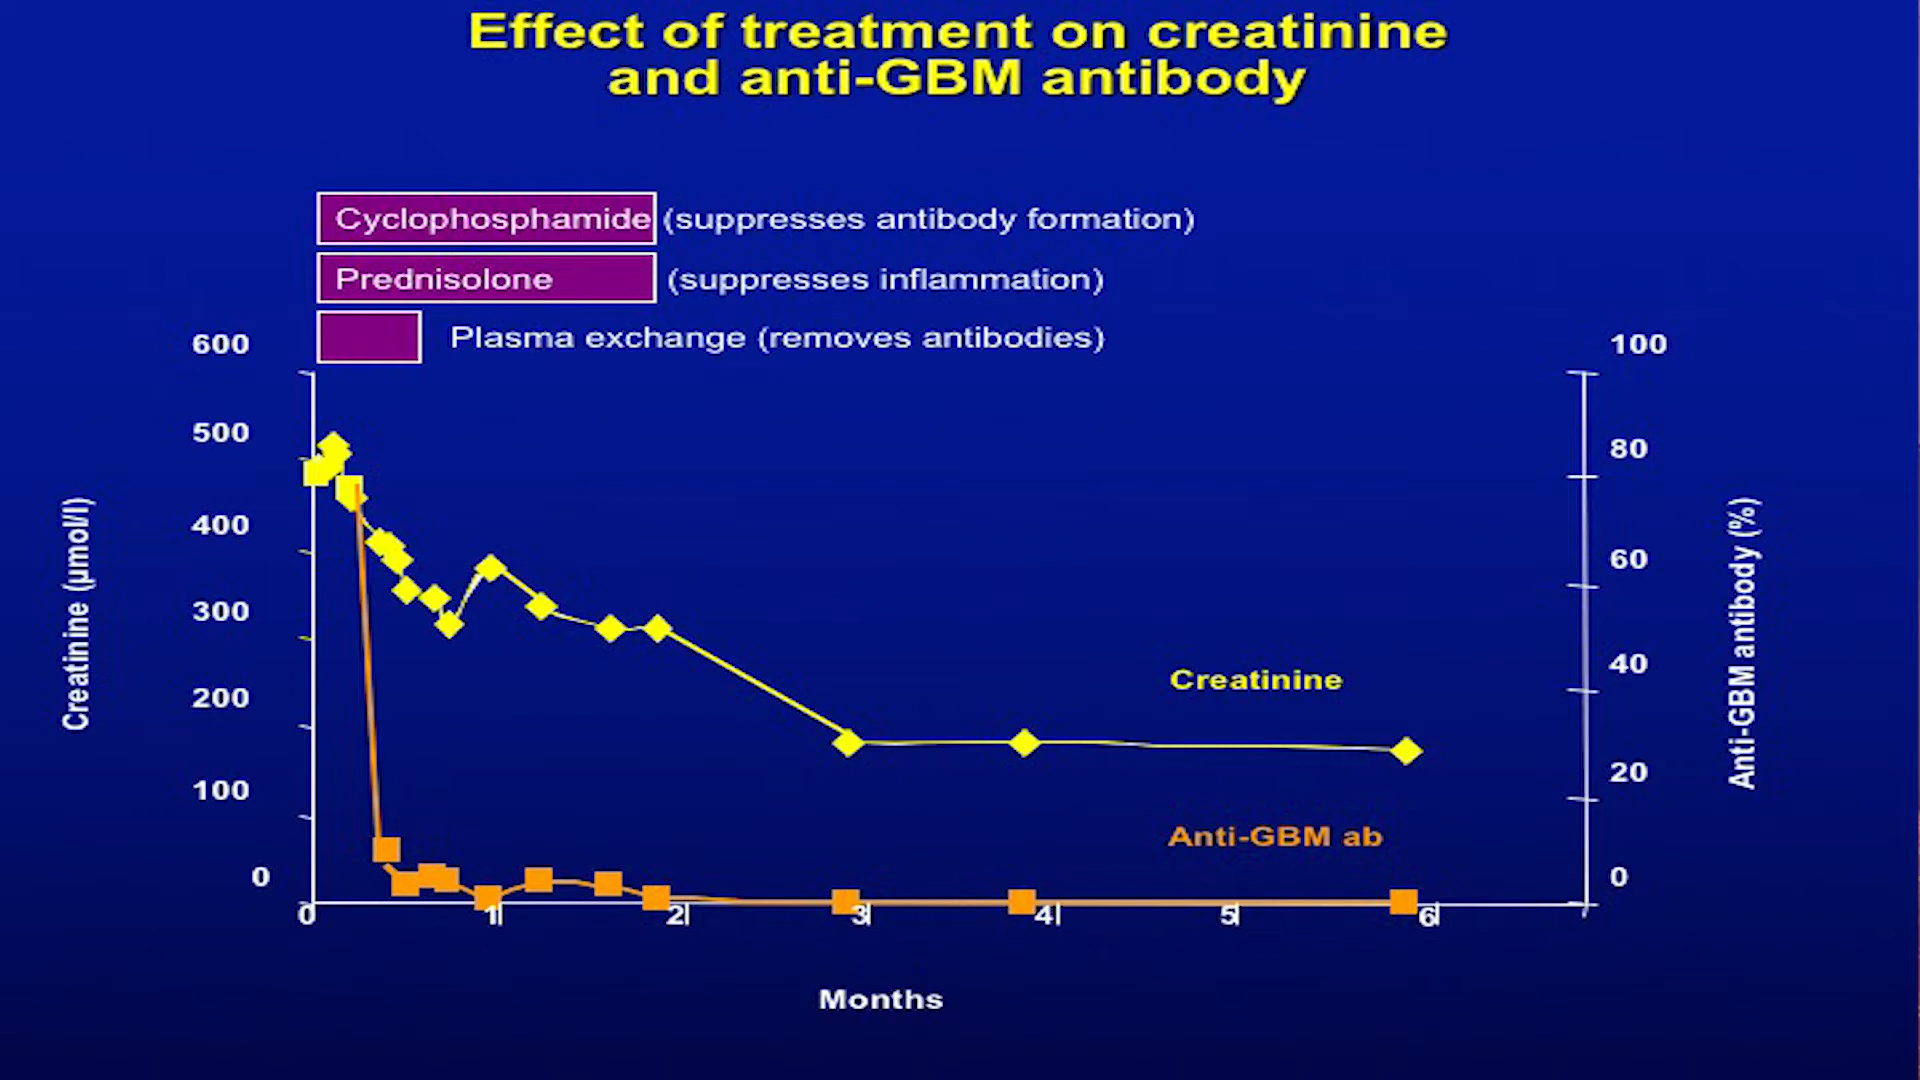 Effect of treatment on creatinine
and anti-GBM antibody
Cyclophosphamide (suppresses antibody formation)
Prednisolone (suppresses inflammation)
Plasma exchange (removes antibodies)
600
500
400
300
200
100
0
Creatinine (µmol/l)
100
80
60
40
20
0
Anti-GBM antibody (%)
Creatinine
Anti-GBM ab
0 1 2 3 4 5 6
Months